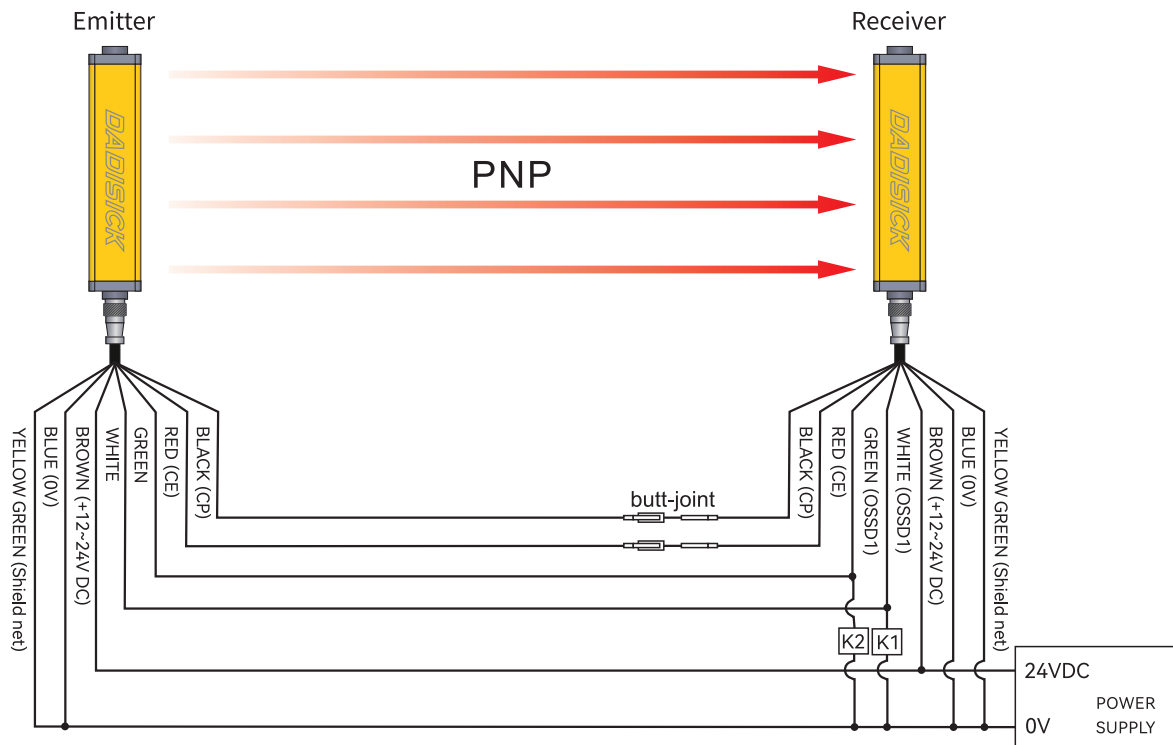 Emitter
Receiver
DADISICK
PNP
DADISICK
YELLOW GREEN (Shield net)
BLUE (0V)
BROWN (+12~24V DC)
WHITE
GREEN
RED (CE)
BLACK (CP)
butt-joint
BLACK (CP)
RED (CE)
GREEN (OSSD1)
WHITE (OSSD1)
BROWN (+12~24V DC)
BLUE (0V)
YELLOW GREEN (Shield net)
K2
K1
24VDC
POWER
0V
SUPPLY